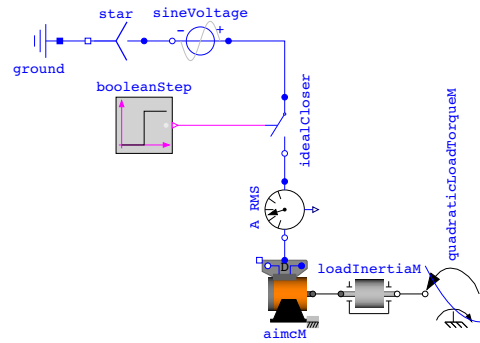 star
sineVoltage
− +
ground
booleanStep
idealCloser
A RMS
quadraticLoadTorqueM
D
loadInertiaM
aimcM